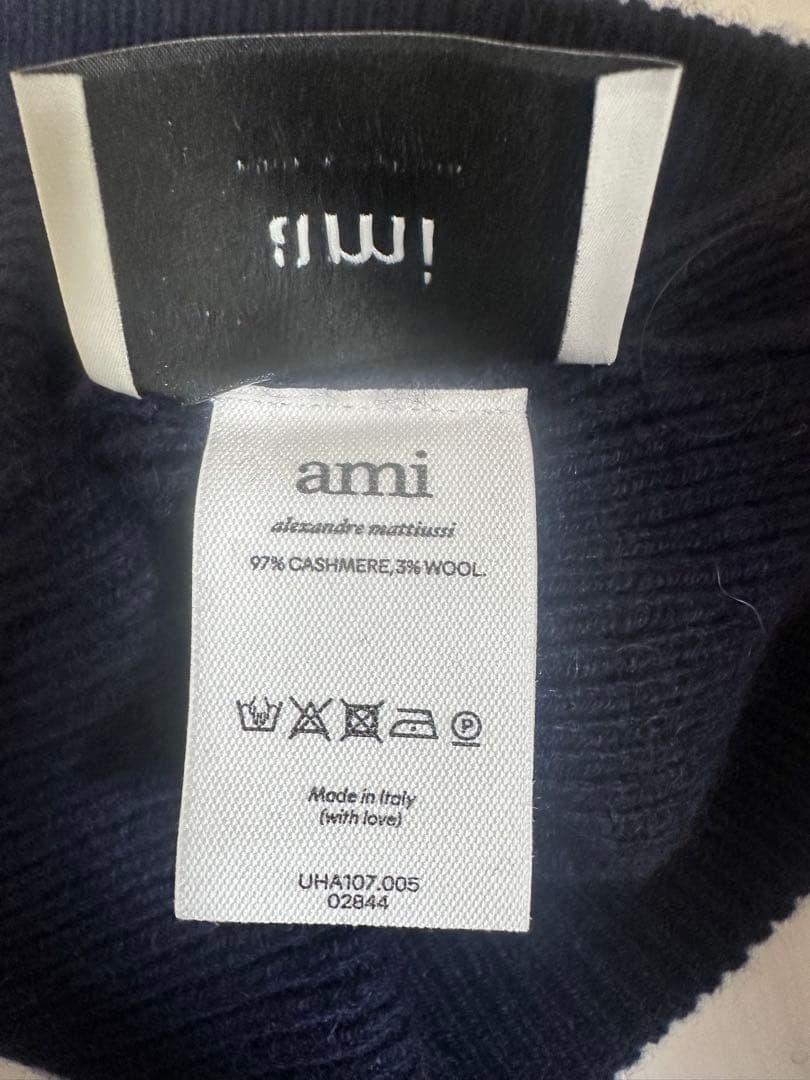 ami
ami
alexandre mattiussi
97% CASHMERE, 3% WOOL.
P
Made in Italy
(with love)
UHA107.005
02844